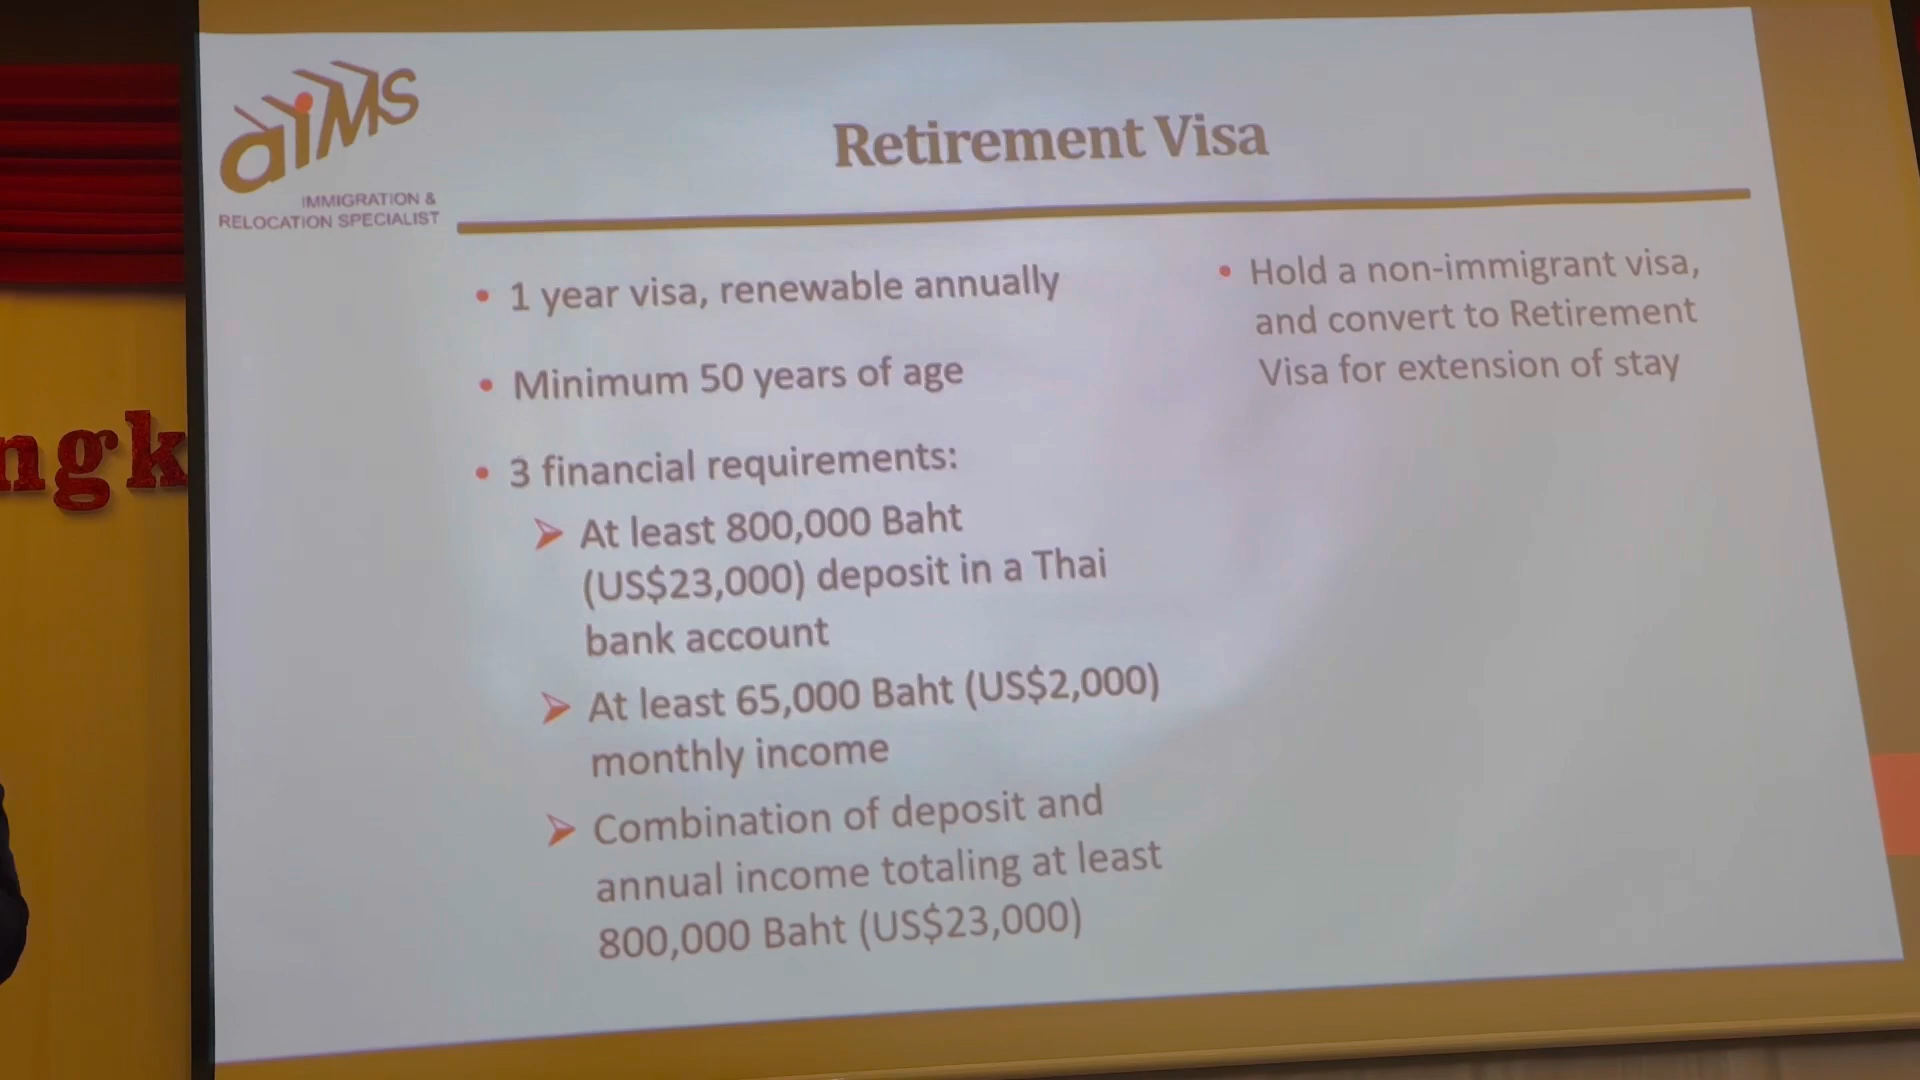 aiMS
IMMIGRATION &
RELOCATION SPECIALIST
Retirement Visa
• 1 year visa, renewable annually
• Minimum 50 years of age
• 3 financial requirements:
➢ At least 800,000 Baht
(US$23,000) deposit in a Thai
bank account
➢ At least 65,000 Baht (US$2,000)
monthly income
➢ Combination of deposit and
annual income totaling at least
800,000 Baht (US$23,000)
• Hold a non-immigrant visa,
and convert to Retirement
Visa for extension of stay
ngk